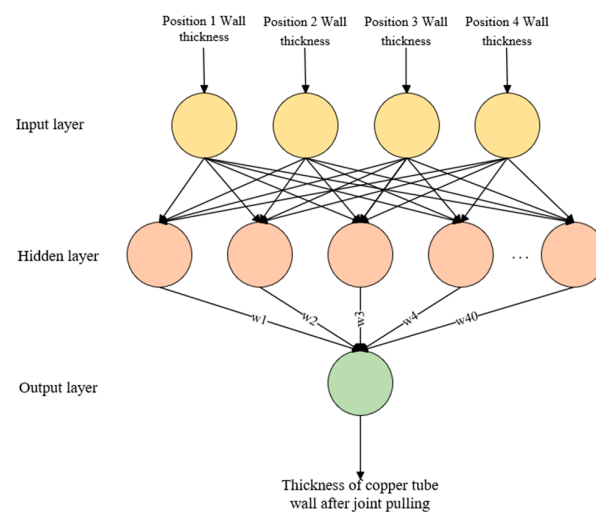 Position 1 Wall
thickness
Position 2 Wall
thickness
Position 3 Wall
thickness
Position 4 Wall
thickness
Input layer
Hidden layer
...
w1
w2
w3
w4
w40
Output layer
Thickness of copper tube
wall after joint pulling